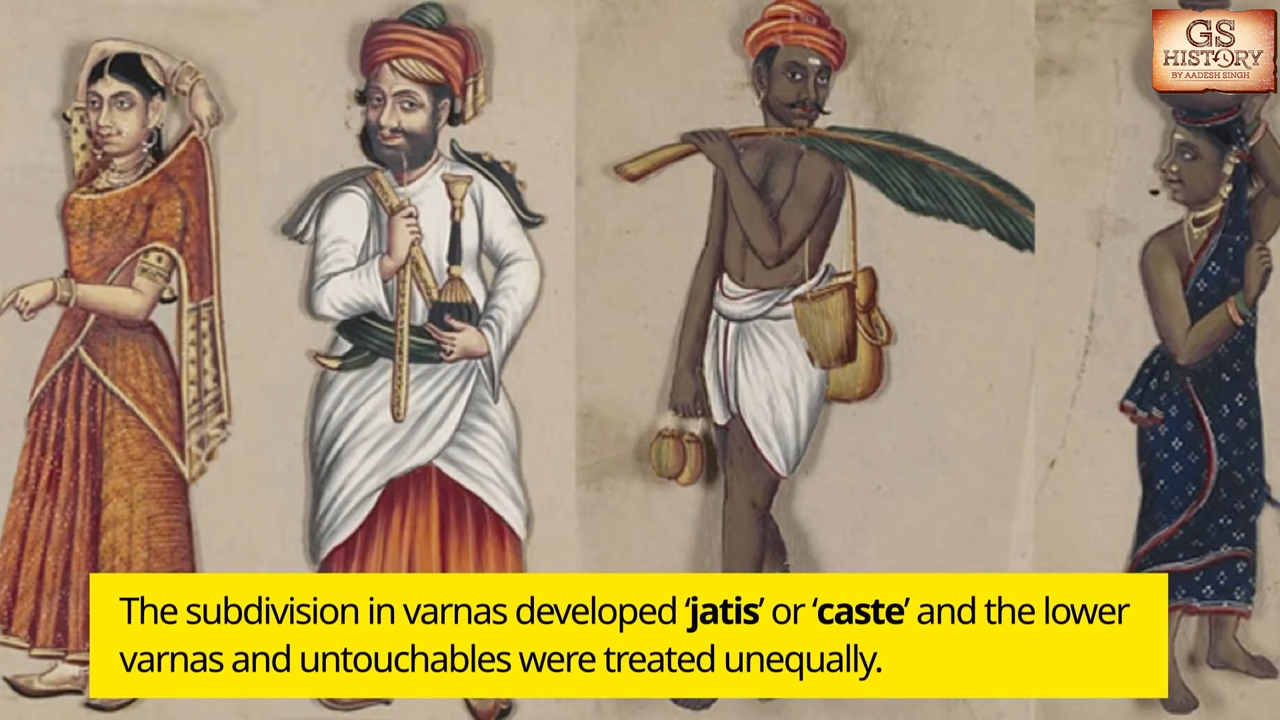 GS
HISTORY
BY AADESH SINGH
The subdivision in varnas developed ‘jatis’ or ‘caste’ and the lower
varnas and untouchables were treated unequally.